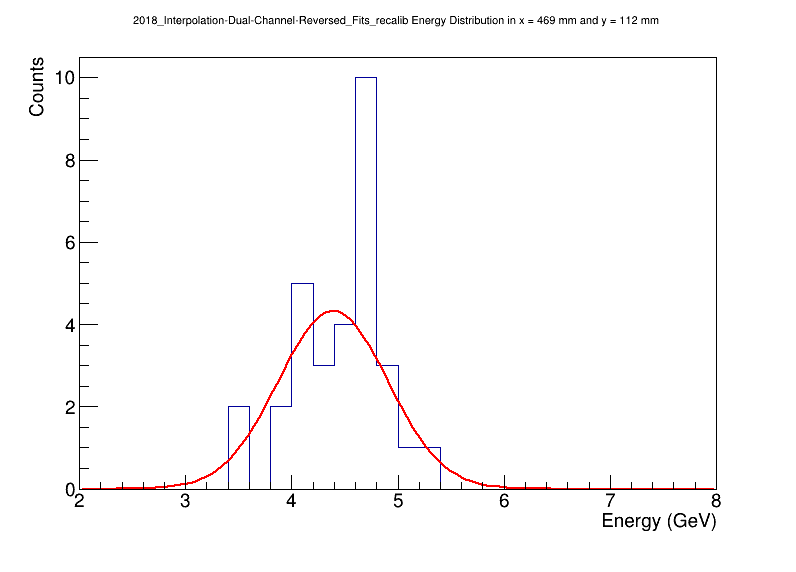 2018_Interpolation-Dual-Channel-Reversed_Fits_recalib Energy Distribution in x = 469 mm and y = 112 mm
Counts
10
8
6
4
2
0
2 3 4 5 6 7 8
Energy (GeV)